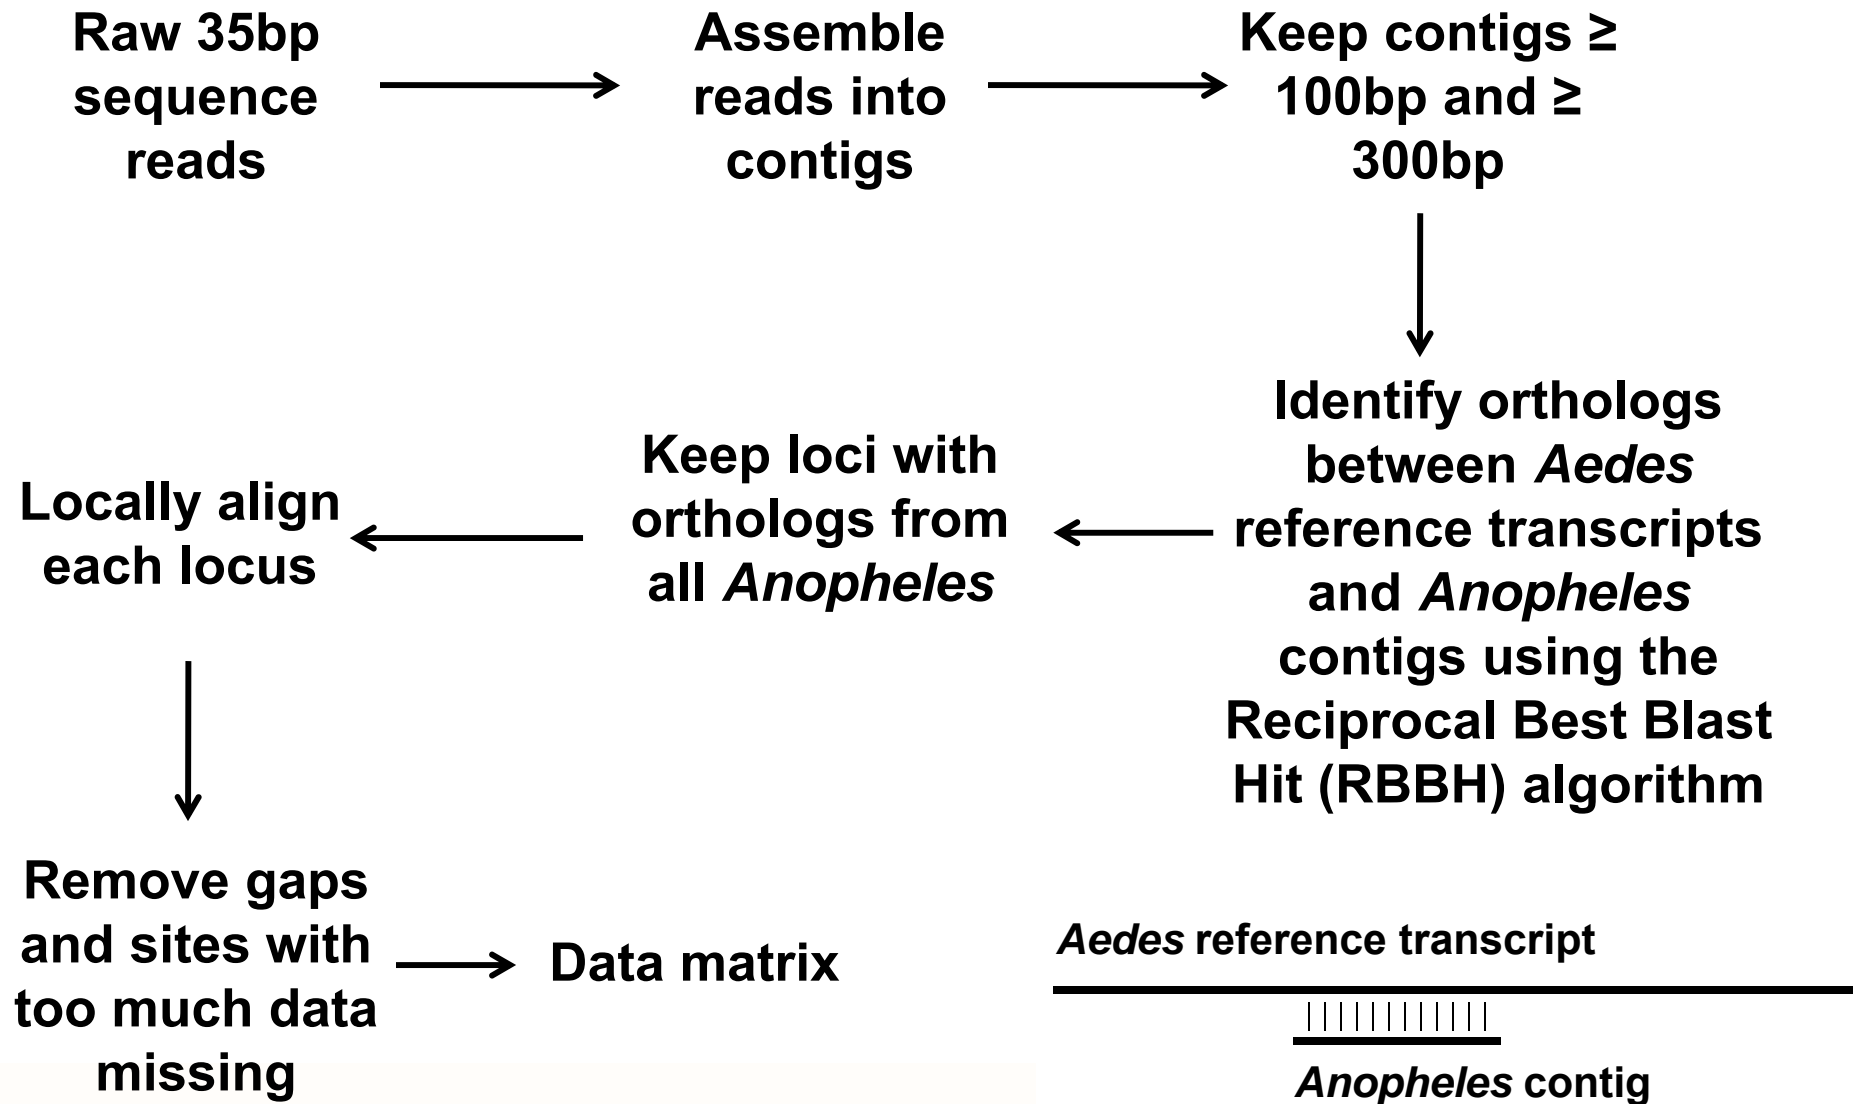 Raw 35bp
sequence
reads
Assemble
reads into
contigs
Keep contigs ≥
100bp and ≥
300bp
Identify orthologs
between Aedes
reference transcripts
and Anopheles
contigs using the
Reciprocal Best Blast
Hit (RBBH) algorithm
Keep loci with
orthologs from
all Anopheles
Locally align
each locus
Remove gaps
and sites with
too much data
missing
Data matrix
Aedes reference transcript
Anopheles contig